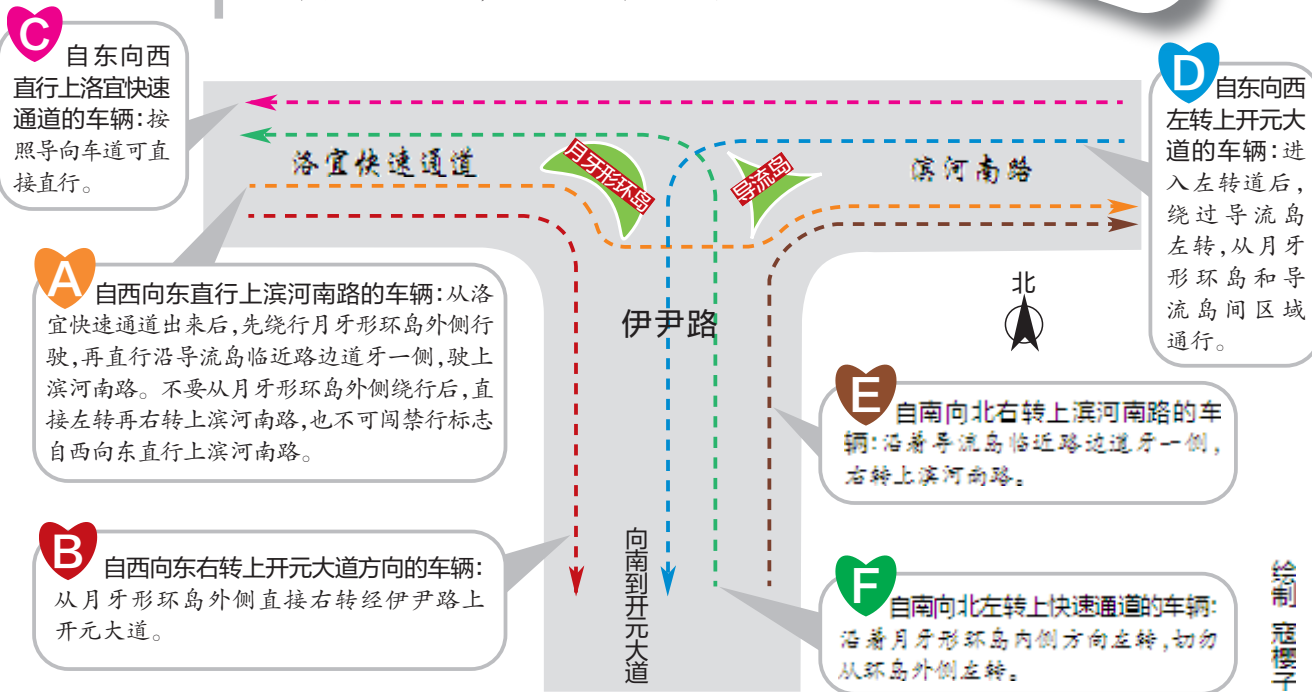 C
自东向西
直行上洛宜快速
通道的车辆:按
照导向车道可直
接直行。
D
自东向西
左转上开元大
道的车辆:进
入左转道后,
绕过导流岛
左转,从月牙
形环岛和导
流岛间区域
通行。
洛宜快速通道
月牙形环岛
导流岛
滨河南路
A
自西向东直行上滨河南路的车辆:从洛
宜快速通道出来后,先绕行月牙形环岛外侧行
驶,再直行沿导流岛临近路边道牙一侧,驶上
滨河南路。不要从月牙形环岛外侧绕行后,直
接左转再右转上滨河南路,也不可闯禁行标志
自西向东直行上滨河南路。
伊尹路
北
E
自南向北右转上滨河南路的车
辆:沿着导流岛临近路边道牙一侧,
右转上滨河南路。
B
自西向东右转上开元大道方向的车辆:
从月牙形环岛外侧直接右转经伊尹路上
开元大道。
向南到开元大道
F
自南向北左转上快速通道的车辆:
沿着月牙形环岛内侧方向左转,切勿
从环岛外侧左转。
绘制 寇樱子